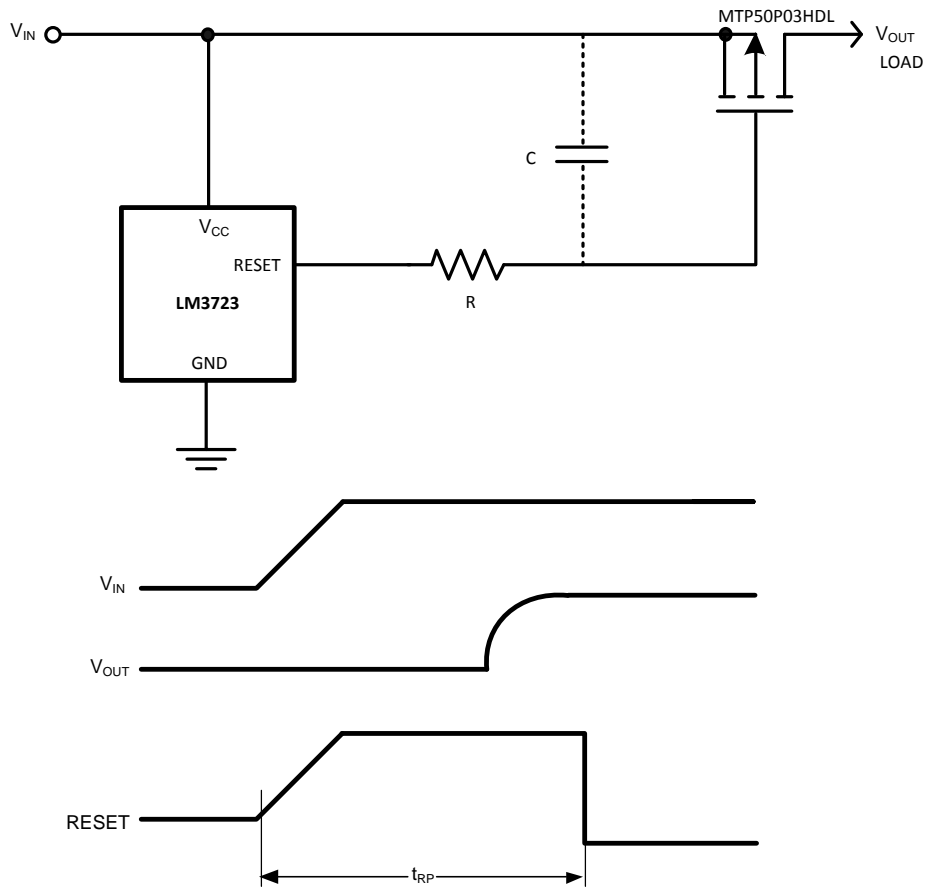 MTP50P03HDL
VIN
VOUT
LOAD
C
VCC
RESET
LM3723
R
GND
VIN
VOUT
RESET
tRP